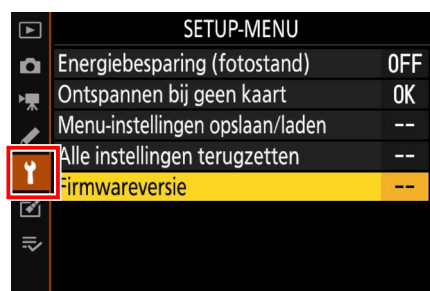 SETUP-MENU
Energiebesparing (fotostand) OFF
Ontspannen bij geen kaart OK
Menu-instellingen opslaan/laden --
Alle instellingen terugzetten --
Firmwareversie --